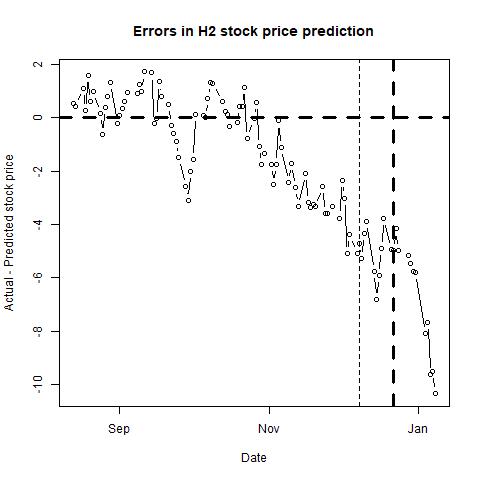 Errors in H2 stock price prediction
Actual - Predicted stock price
2
0
-2
-4
-6
-8
-10
Sep
Nov
Jan
Date